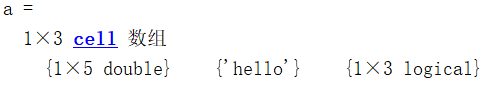 a =
1×3 cell 数组
{1×5 double} {'hello'} {1×3 logical}